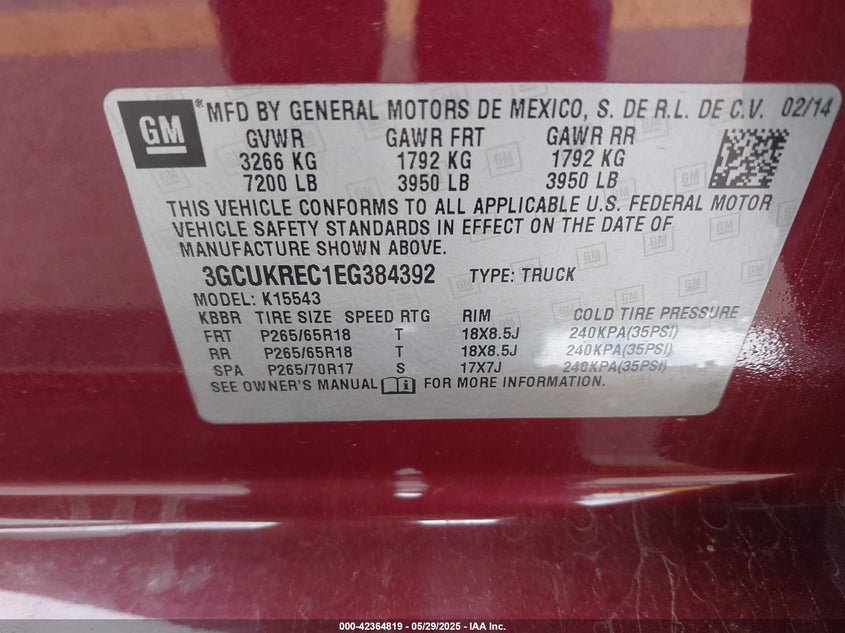 GM ® MFD BY GENERAL MOTORS DE MEXICO, S. DE R.L. DE C.V. 02/14
GVWR GAWR FRT GAWR RR
3266 KG 1792 KG 1792 KG
7200 LB 3950 LB 3950 LB
THIS VEHICLE CONFORMS TO ALL APPLICABLE U.S. FEDERAL MOTOR
VEHICLE SAFETY STANDARDS IN EFFECT ON THE DATE OF
MANUFACTURE SHOWN ABOVE.
3GCUKREC1EG384392 TYPE: TRUCK
MODEL: K15543
KBBR TIRE SIZE SPEED RTG RIM COLD TIRE PRESSURE
FRT P265/65R18 T 18X8.5J 240KPA(35PSI)
RR P265/65R18 T 18X8.5J 240KPA(35PSI)
SPA P265/70R17 S 17X7J 240KPA(35PSI)
SEE OWNER'S MANUAL FOR MORE INFORMATION.
000-42364819 - 05/29/2025 - IAA Inc.